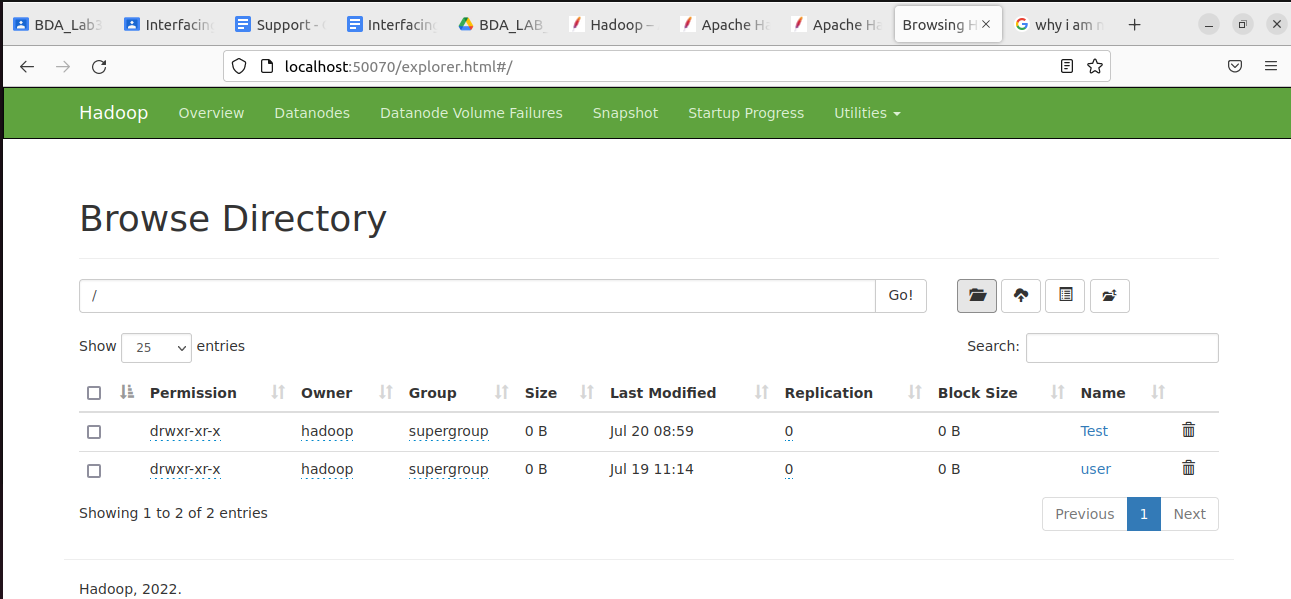 BDA_Lab3 Interfacing Support - Interfacing BDA_LAB_ Hadoop – Apache Ha Apache Ha Browsing H why i am n
localhost:50070/explorer.html#/
Hadoop Overview Datanodes Datanode Volume Failures Snapshot Startup Progress Utilities
Browse Directory
/ Go!
Show 25 entries Search:
Permission Owner Group Size Last Modified Replication Block Size Name
drwxr-xr-x hadoop supergroup 0 B Jul 20 08:59 0 0 B Test
drwxr-xr-x hadoop supergroup 0 B Jul 19 11:14 0 0 B user
Showing 1 to 2 of 2 entries Previous 1 Next
Hadoop, 2022.